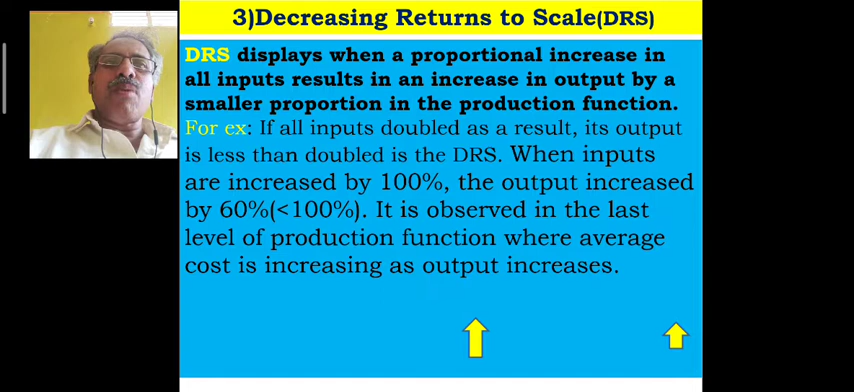 3)Decreasing Returns to Scale(DRS)
DRS displays when a proportional increase in
all inputs results in an increase in output by a
smaller proportion in the production function.
For ex: If all inputs doubled as a result, its output
is less than doubled is the DRS. When inputs
are increased by 100%, the output increased
by 60%(<100%). It is observed in the last
level of production function where average
cost is increasing as output increases.